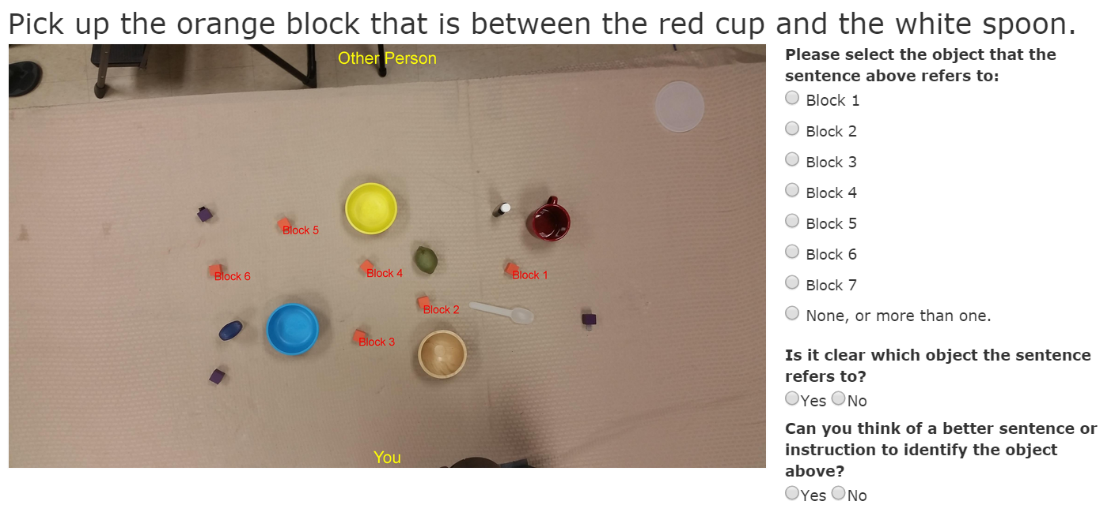 Pick up the orange block that is between the red cup and the white spoon.
Other Person
Block 5
Block 6
Block 4
Block 1
Block 2
Block 3
You
Please select the object that the
sentence above refers to:
Block 1
Block 2
Block 3
Block 4
Block 5
Block 6
Block 7
None, or more than one.
Is it clear which object the sentence
refers to?
Yes No
Can you think of a better sentence or
instruction to identify the object
above?
Yes No